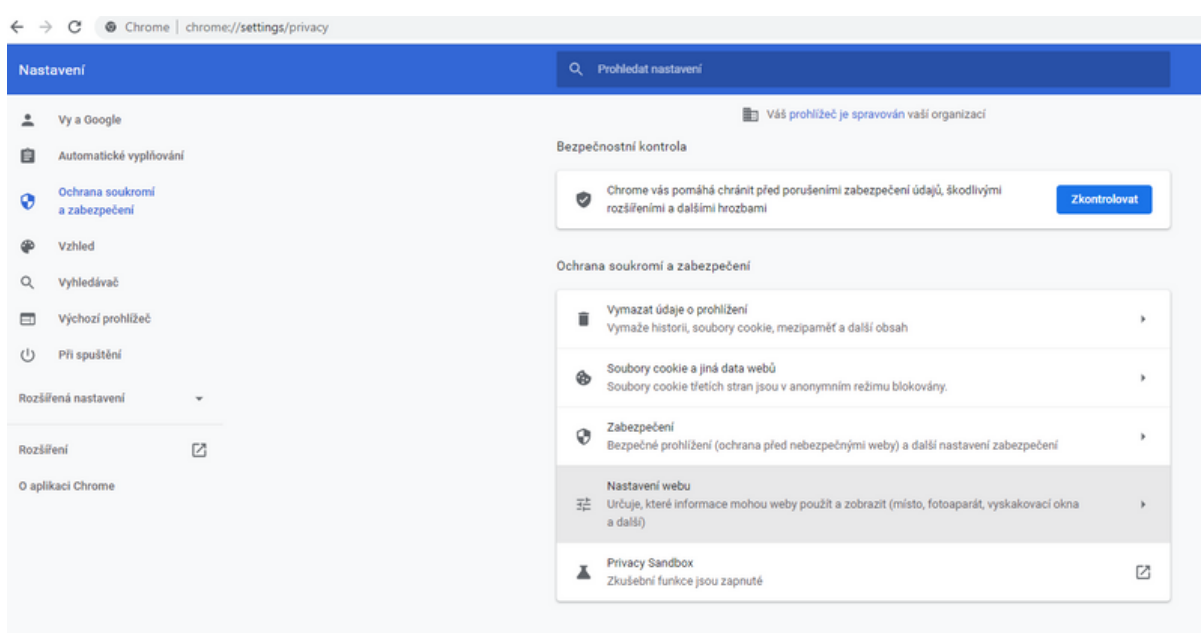 Chrome | chrome://settings/privacy
Nastavení
Prohledat nastavení
Vy a Google
Automatické vyplňování
Ochrana soukromí
a zabezpečení
Vzhled
Vyhledávač
Výchozí prohlížeč
Při spuštění
Rozšířená nastavení
Rozšíření
O aplikaci Chrome
Váš prohlížeč je spravován vaší organizací
Bezpečnostní kontrola
Chrome vás pomáhá chránit před porušeními zabezpečení údajů, škodlivými
rozšířeními a dalšími hrozbami
Zkontrolovat
Ochrana soukromí a zabezpečení
Vymazat údaje o prohlížení
Vymaže historii, soubory cookie, mezipaměť a další obsah
Soubory cookie a jiná data webů
Soubory cookie třetích stran jsou v anonymním režimu blokovány.
Zabezpečení
Bezpečné prohlížení (ochrana před nebezpečnými weby) a další nastavení zabezpečení
Nastavení webu
Určuje, které informace mohou weby použít a zobrazit (místo, fotoaparát, vyskakovací okna
a další)
Privacy Sandbox
Zkušební funkce jsou zapnuté